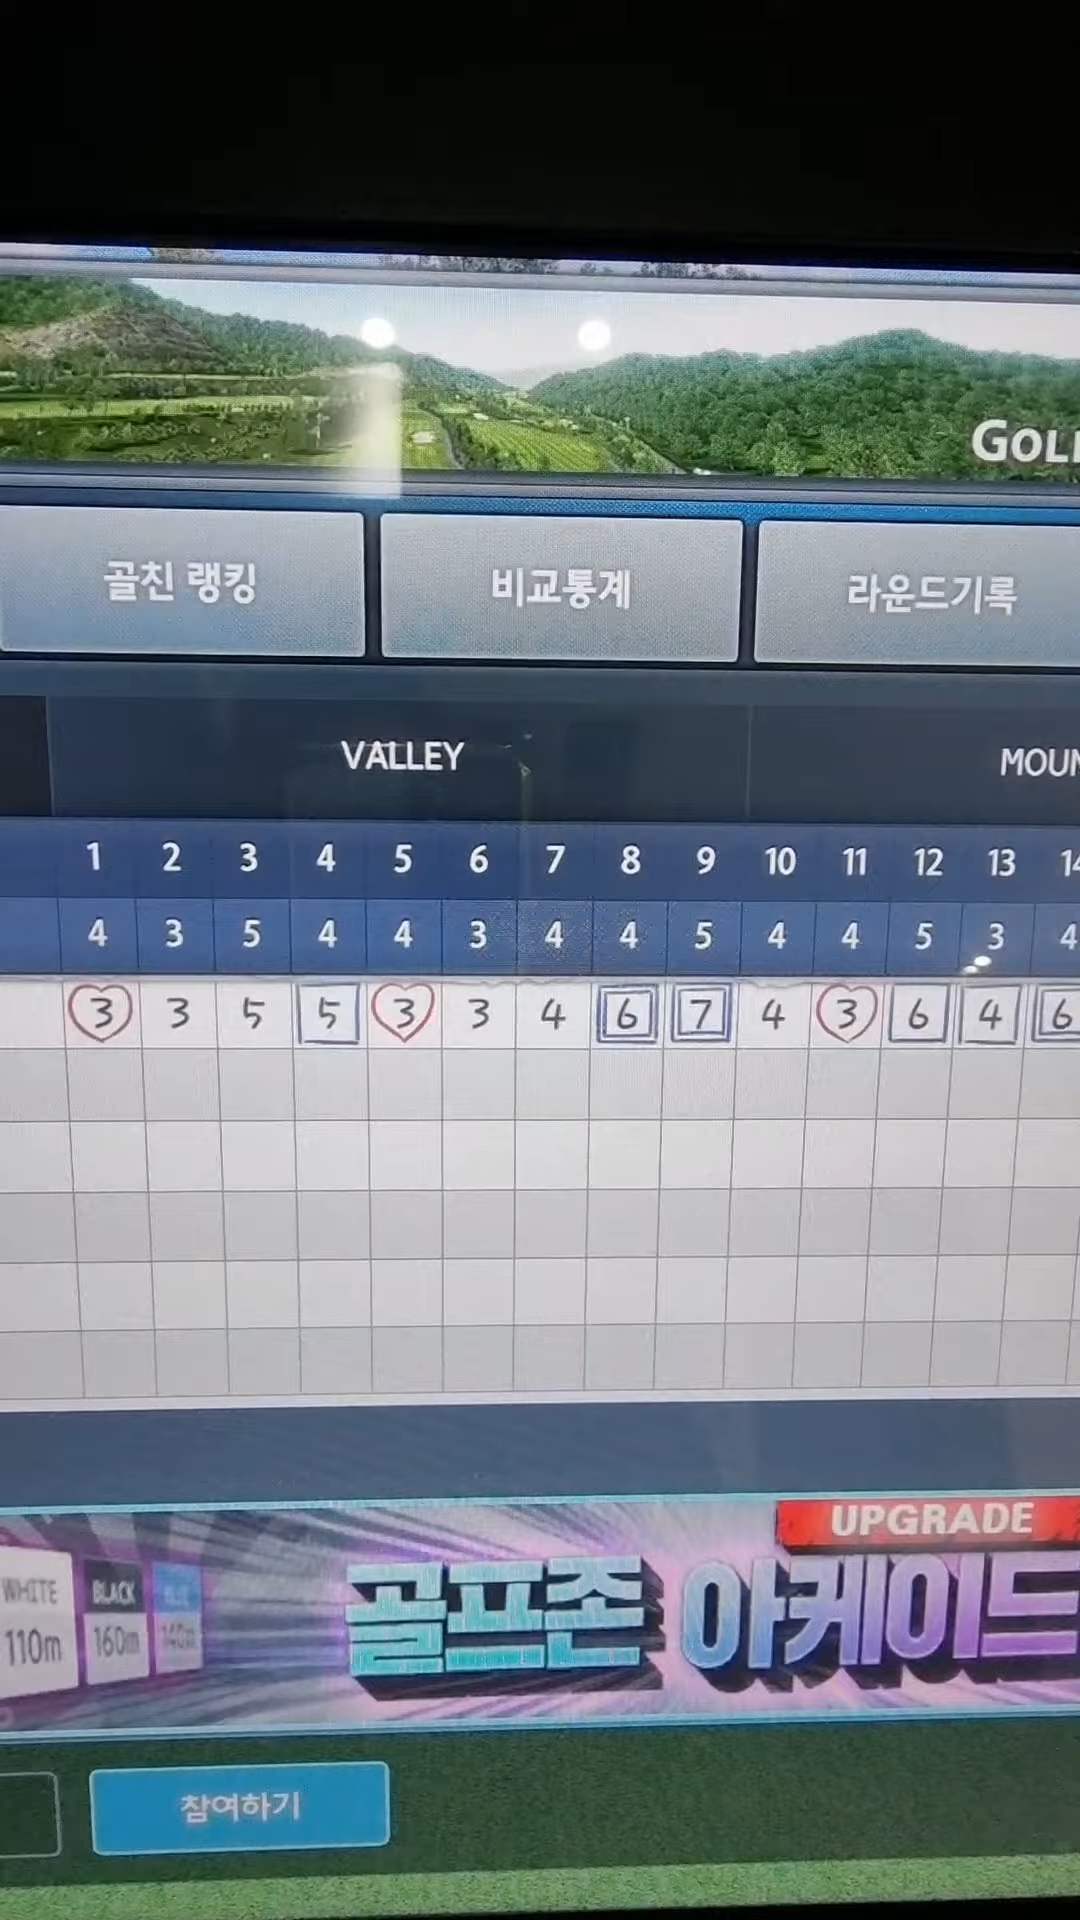 GOL
골친 랭킹 비교통계 라운드기록
VALLEY MOUN
1 2 3 4 5 6 7 8 9 10 11 12 13 14
4 3 5 4 4 3 4 4 5 4 4 5 3 4
3 3 5 5 3 3 4 6 7 4 3 6 4 6
UPGRADE
WHITE BLACK BLUE
110m 160m 140m
골프존 아케이드
참여하기